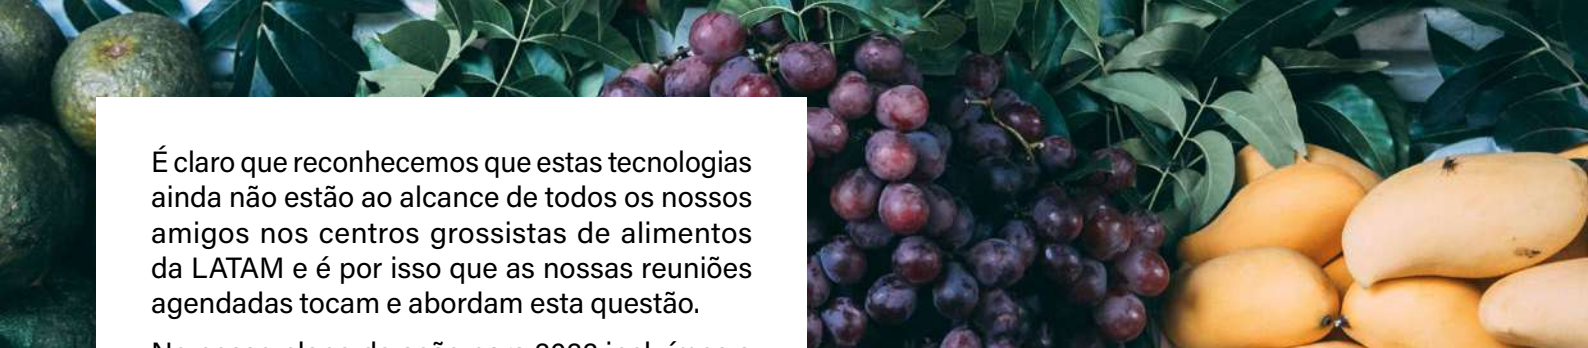 É claro que reconhecemos que estas tecnologias
ainda não estão ao alcance de todos os nossos
amigos nos centros grossistas de alimentos
da LATAM e é por isso que as nossas reuniões
agendadas tocam e abordam esta questão.